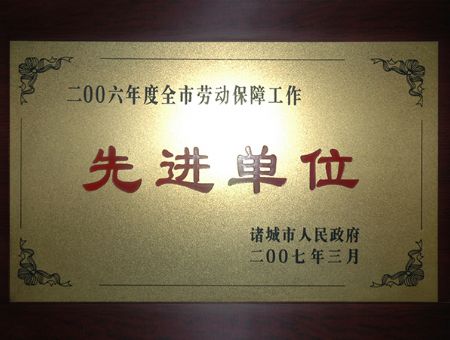 二00六年度全市劳动保障工作
先进单位
诸城市人民政府
二00七年三月